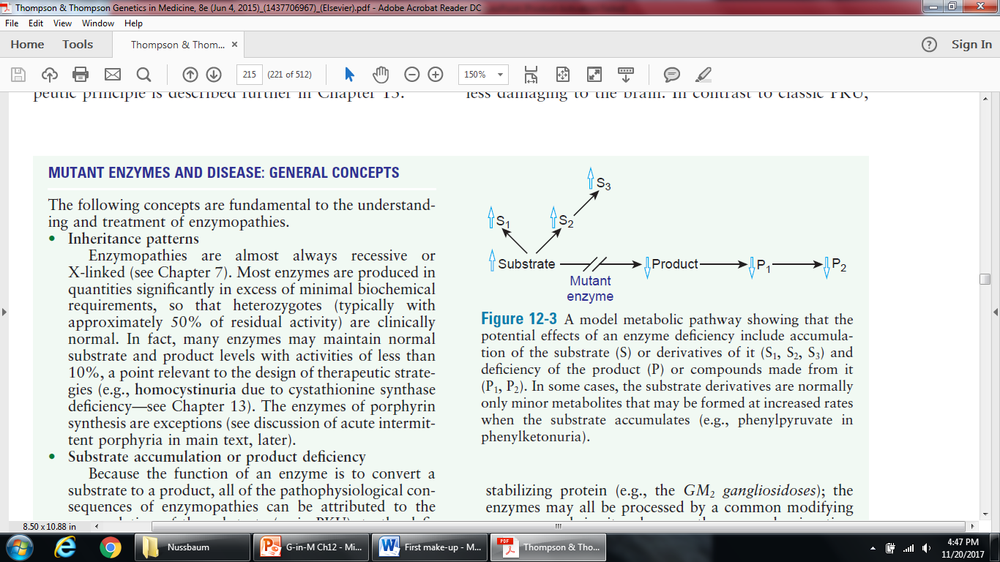 Thompson & Thompson Genetics in Medicine, 8e (Jun 4, 2015)_(1437706967)_(Elsevier).pdf - Adobe Acrobat Reader DC
File Edit View Window Help
Home Tools Thompson & Thom... × ? Sign In
215 (221 of 512) 150%
peutic principle is described further in Chapter 13.
less damaging to the brain. In contrast to classic PKU,
MUTANT ENZYMES AND DISEASE: GENERAL CONCEPTS
The following concepts are fundamental to the understand-
ing and treatment of enzymopathies.
• Inheritance patterns
Enzymopathies are almost always recessive or
X-linked (see Chapter 7). Most enzymes are produced in
quantities significantly in excess of minimal biochemical
requirements, so that heterozygotes (typically with
approximately 50% of residual activity) are clinically
normal. In fact, many enzymes may maintain normal
substrate and product levels with activities of less than
10%, a point relevant to the design of therapeutic strate-
gies (e.g., homocystinuria due to cystathionine synthase
deficiency—see Chapter 13). The enzymes of porphyrin
synthesis are exceptions (see discussion of acute intermit-
tent porphyria in main text, later).
• Substrate accumulation or product deficiency
Because the function of an enzyme is to convert a
substrate to a product, all of the pathophysiological con-
sequences of enzymopathies can be attributed to the
S3
S1 S2
Substrate Product P1 P2
Mutant
enzyme
Figure 12-3 A model metabolic pathway showing that the
potential effects of an enzyme deficiency include accumula-
tion of the substrate (S) or derivatives of it (S1, S2, S3) and
deficiency of the product (P) or compounds made from it
(P1, P2). In some cases, the substrate derivatives are normally
only minor metabolites that may be formed at increased rates
when the substrate accumulates (e.g., phenylpyruvate in
phenylketonuria).
stabilizing protein (e.g., the GM2 gangliosidoses); the
enzymes may all be processed by a common modifying
8.50 x 10.88 in
Nussbaum G-in-M Ch12 - Mi... First make-up - M... Thompson & Tho...
4:47 PM
11/20/2017